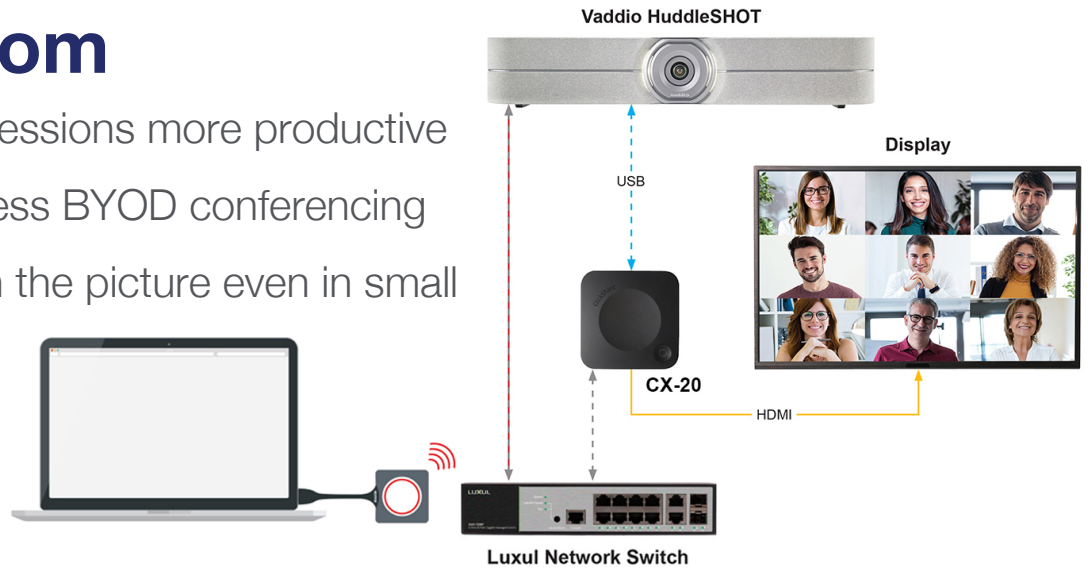 om
essions more productive
ess BYOD conferencing
the picture even in small
Vaddio HuddleSHOT
Display
USB
CX-20
HDMI
LUXUL
Luxul Network Switch